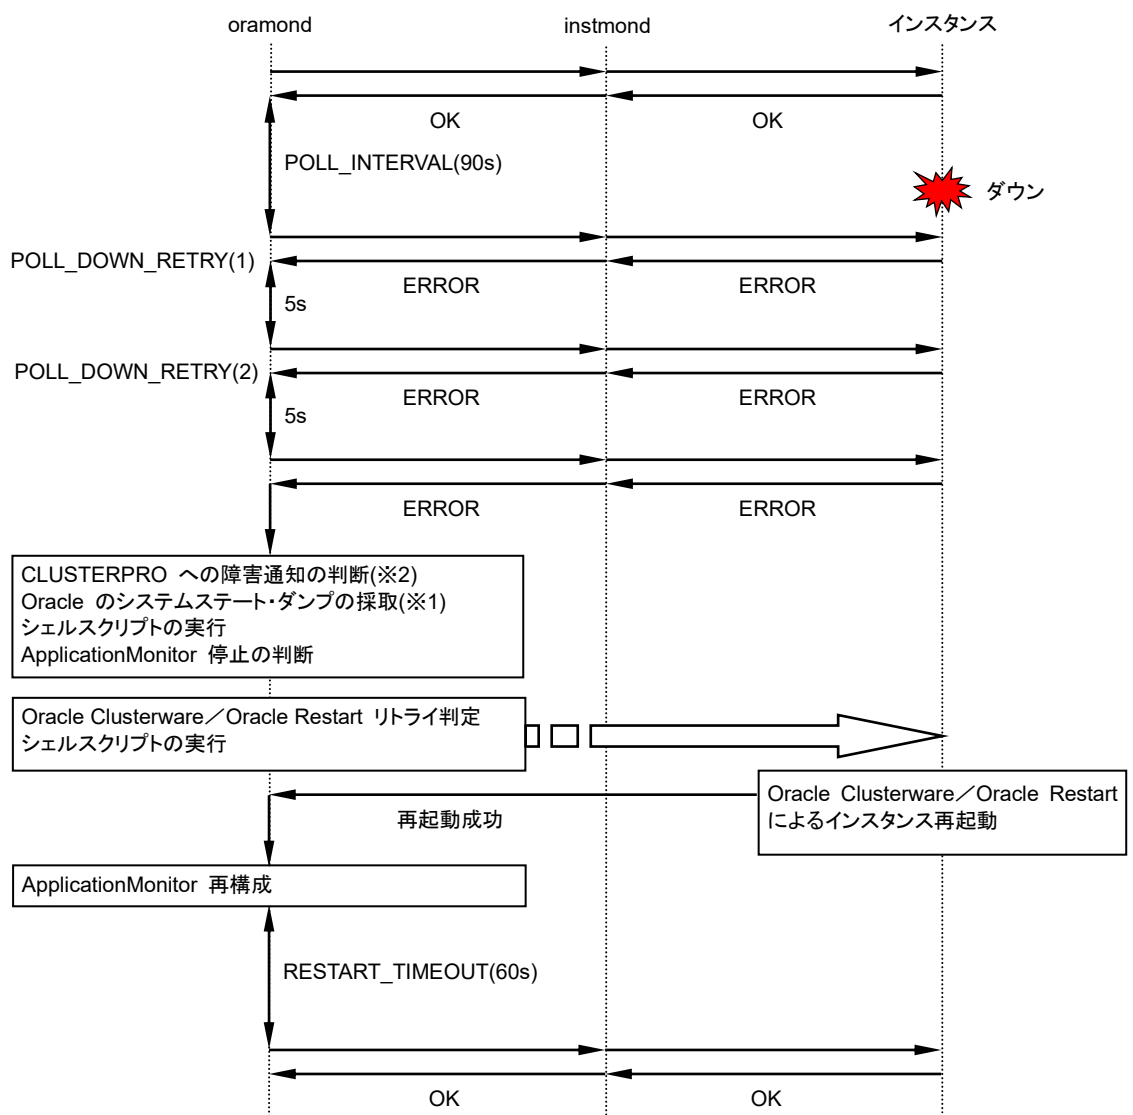 oramond
instmond
インスタンス
OK
OK
POLL_INTERVAL(90s)
ダウン
POLL_DOWN_RETRY(1)
ERROR
ERROR
5s
POLL_DOWN_RETRY(2)
ERROR
ERROR
5s
ERROR
ERROR
CLUSTERPRO への障害通知の判断(※2)
Oracle のシステムステート・ダンプの採取(※1)
シェルスクリプトの実行
ApplicationMonitor 停止の判断
Oracle Clusterware／Oracle Restart リトライ判定
シェルスクリプトの実行
Oracle Clusterware／Oracle Restart
によるインスタンス再起動
再起動成功
ApplicationMonitor 再構成
RESTART_TIMEOUT(60s)
OK
OK